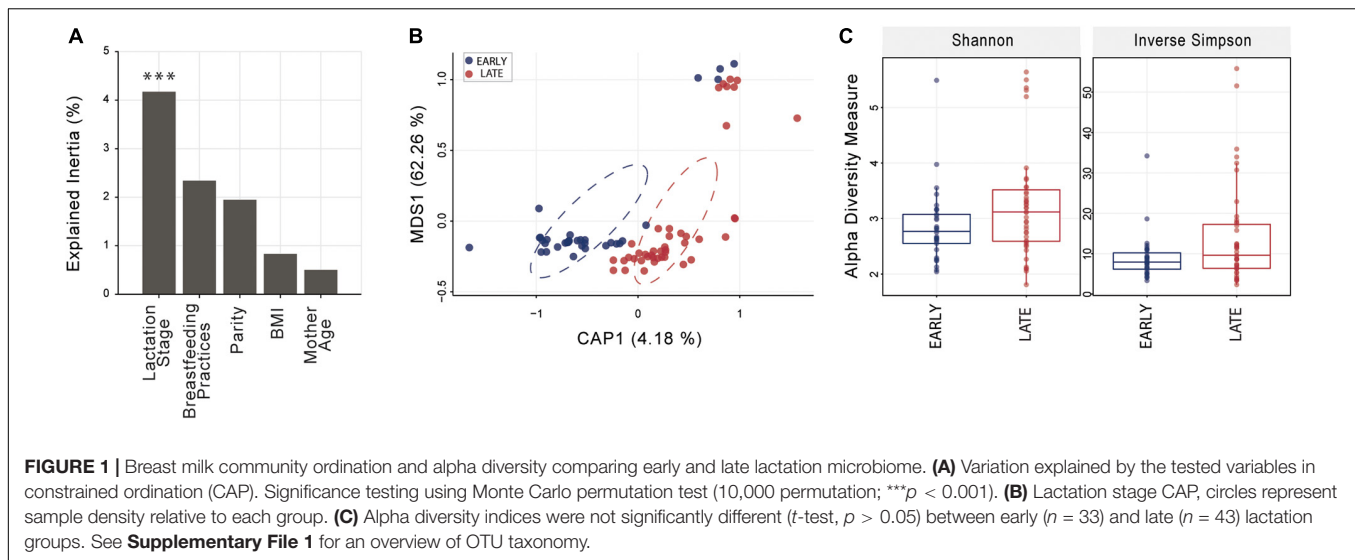 A
Explained Inertia (%)
5
4
3
2
1
0
***
Lactation
Stage
Breastfeeding
Practices
Parity
BMI
Mother
Age
B
EARLY
LATE
MDS1 (62.26 %)
1.0
0.5
0.0
−0.5
−1
0
1
CAP1 (4.18 %)
C
Shannon
Inverse Simpson
Alpha Diversity Measure
5
4
3
2
50
40
30
20
10
0
EARLY
LATE
EARLY
LATE
FIGURE 1 | Breast milk community ordination and alpha diversity comparing early and late lactation microbiome. (A) Variation explained by the tested variables in
constrained ordination (CAP). Significance testing using Monte Carlo permutation test (10,000 permutation; ***p < 0.001). (B) Lactation stage CAP, circles represent
sample density relative to each group. (C) Alpha diversity indices were not significantly different (t-test, p > 0.05) between early (n = 33) and late (n = 43) lactation
groups. See Supplementary File 1 for an overview of OTU taxonomy.